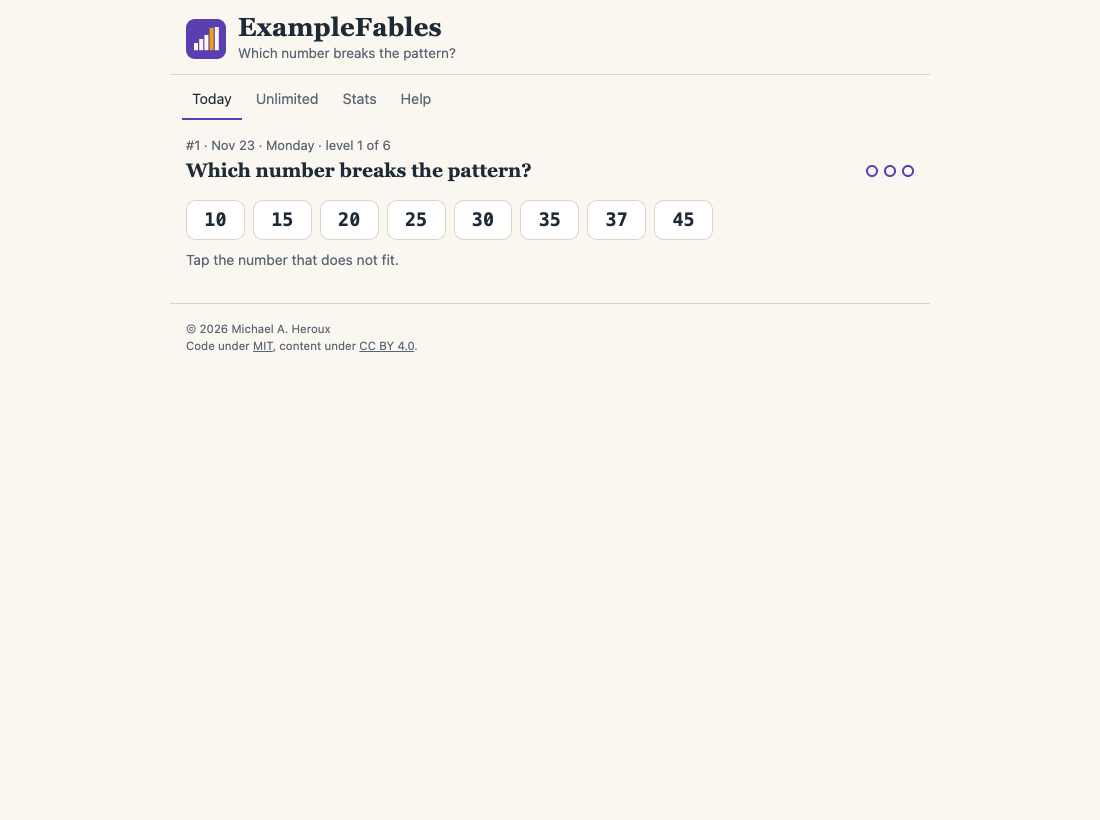 ExampleFables
Which number breaks the pattern?
Today Unlimited Stats Help
#1 · Nov 23 · Monday · level 1 of 6
Which number breaks the pattern?
10 15 20 25 30 35 37 45
Tap the number that does not fit.
© 2026 Michael A. Heroux
Code under MIT, content under CC BY 4.0.